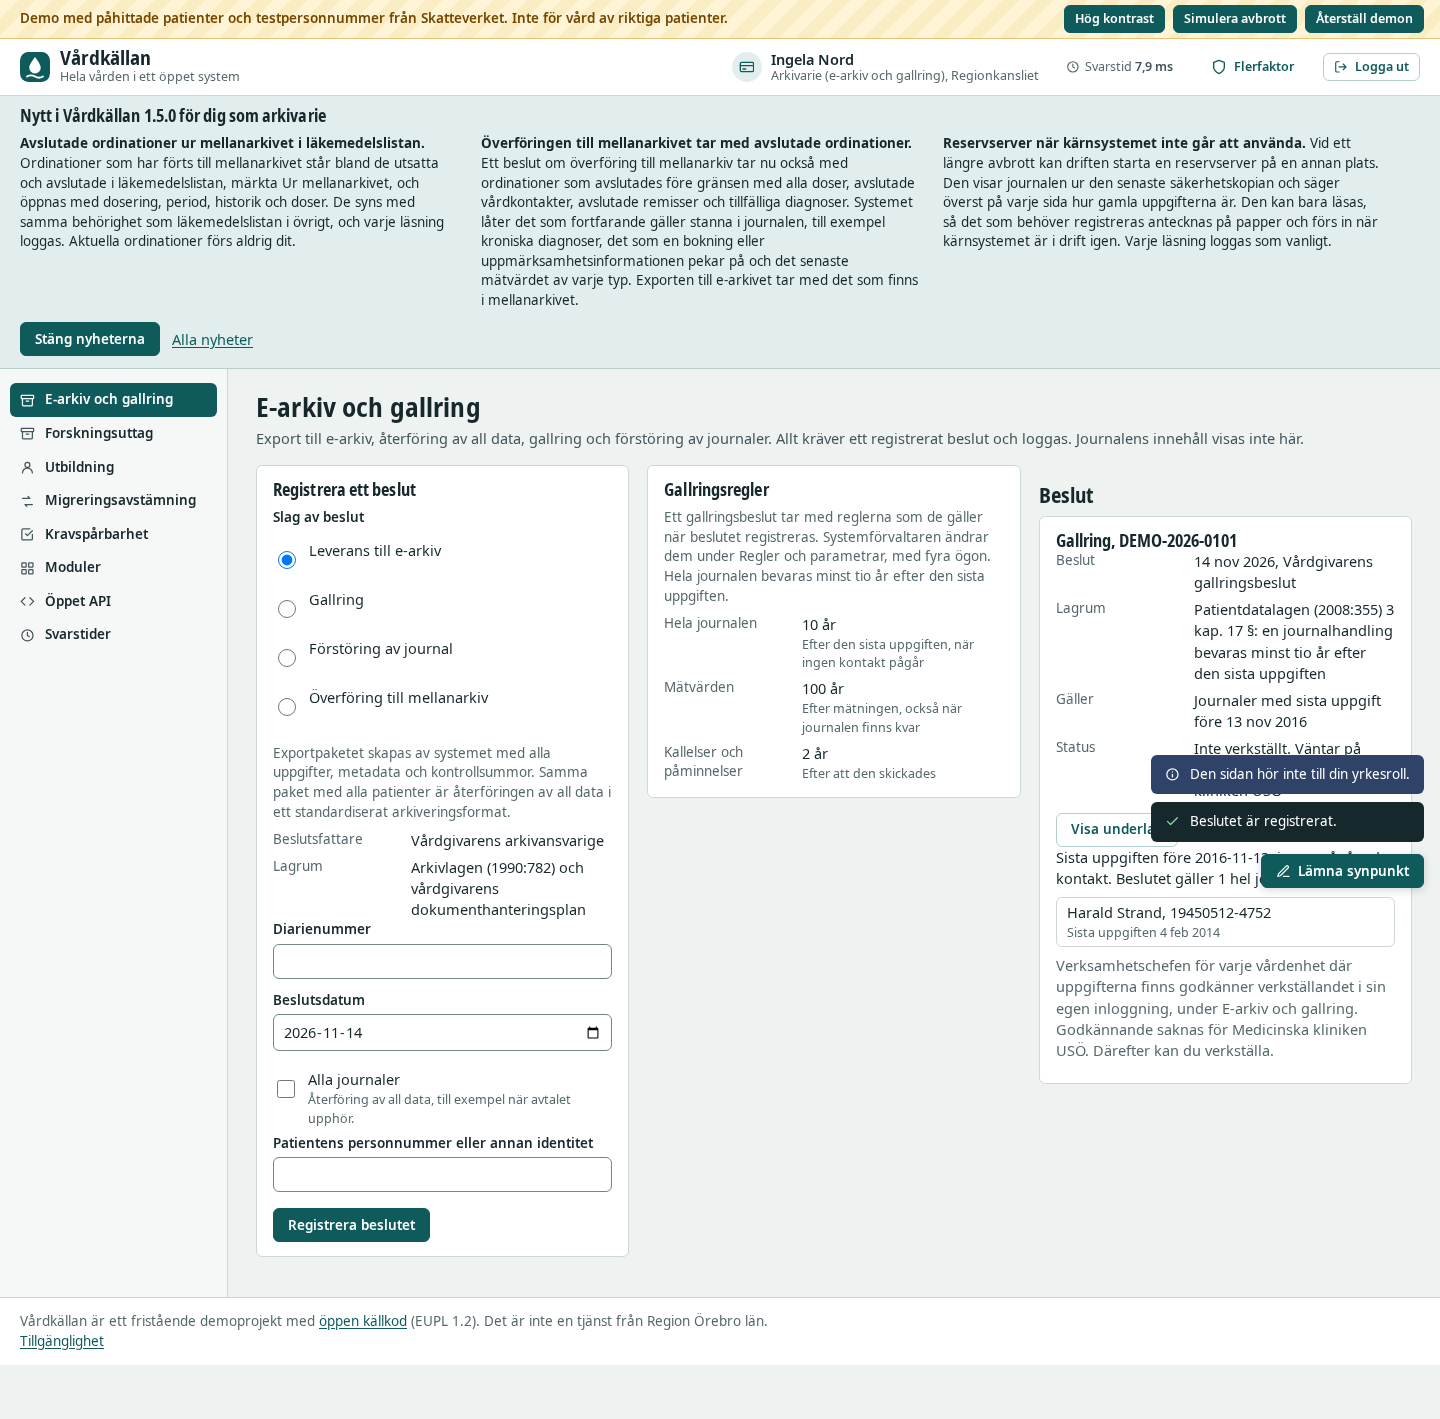 Demo med påhittade patienter och testpersonnummer från Skatteverket. Inte för vård av riktiga patienter.
Hög kontrast
Simulera avbrott
Återställ demon
Vårdkällan
Hela vården i ett öppet system
Ingela Nord
Arkivarie (e-arkiv och gallring), Regionkansliet
Svarstid 7,9 ms
Flerfaktor
Logga ut
Nytt i Vårdkällan 1.5.0 för dig som arkivarie
Avslutade ordinationer ur mellanarkivet i läkemedelslistan.
Ordinationer som har förts till mellanarkivet står bland de utsatta
och avslutade i läkemedelslistan, märkta Ur mellanarkivet, och
öppnas med dosering, period, historik och doser. De syns med
samma behörighet som läkemedelslistan i övrigt, och varje läsning
loggas. Aktuella ordinationer förs aldrig dit.
Överföringen till mellanarkivet tar med avslutade ordinationer.
Ett beslut om överföring till mellanarkiv tar nu också med
ordinationer som avslutades före gränsen med alla doser, avslutade
vårdkontakter, avslutade remisser och tillfälliga diagnoser. Systemet
låter det som fortfarande gäller stanna i journalen, till exempel
kroniska diagnoser, det som en bokning eller
uppmärksamhetsinformationen pekar på och det senaste
mätvärdet av varje typ. Exporten till e-arkivet tar med det som finns
i mellanarkivet.
Reservserver när kärnsystemet inte går att använda. Vid ett
längre avbrott kan driften starta en reservserver på en annan plats.
Den visar journalen ur den senaste säkerhetskopian och säger
överst på varje sida hur gamla uppgifterna är. Den kan bara läsas,
så det som behöver registreras antecknas på papper och förs in när
kärnsystemet är i drift igen. Varje läsning loggas som vanligt.
Stäng nyheterna
Alla nyheter
E-arkiv och gallring
Forskningsuttag
Utbildning
Migreringsavstämning
Kravspårbarhet
Moduler
Öppet API
Svarstider
E-arkiv och gallring
Export till e-arkiv, återföring av all data, gallring och förstöring av journaler. Allt kräver ett registrerat beslut och loggas. Journalens innehåll visas inte här.
Registrera ett beslut
Slag av beslut
Leverans till e-arkiv
Gallring
Förstöring av journal
Överföring till mellanarkiv
Exportpaketet skapas av systemet med alla
uppgifter, metadata och kontrollsummor. Samma
paket med alla patienter är återföringen av all data i
ett standardiserat arkiveringsformat.
Beslutsfattare
Vårdgivarens arkivansvarige
Lagrum
Arkivlagen (1990:782) och
vårdgivarens
dokumenthanteringsplan
Diarienummer
Beslutsdatum
2026-11-14
Alla journaler
Återföring av all data, till exempel när avtalet
upphör.
Patientens personnummer eller annan identitet
Registrera beslutet
Gallringsregler
Ett gallringsbeslut tar med reglerna som de gäller
när beslutet registreras. Systemförvaltaren ändrar
dem under Regler och parametrar, med fyra ögon.
Hela journalen bevaras minst tio år efter den sista
uppgiften.
Hela journalen
10 år
Efter den sista uppgiften, när
ingen kontakt pågår
Mätvärden
100 år
Efter mätningen, också när
journalen finns kvar
Kallelser och
påminnelser
2 år
Efter att den skickades
Beslut
Gallring, DEMO-2026-0101
Beslut
14 nov 2026, Vårdgivarens
gallringsbeslut
Lagrum
Patientdatalagen (2008:355) 3
kap. 17 §: en journalhandling
bevaras minst tio år efter
den sista uppgiften
Gäller
Journaler med sista uppgift
före 13 nov 2016
Status
Inte verkställt. Väntar på
Den sidan hör inte till din yrkesroll.
Beslutet är registrerat.
Visa
Sista uppgiften före
kontakt. Beslutet gäller 1 hel
Lämna synpunkt
Harald Strand, 19450512-4752
Sista uppgiften 4 feb 2014
Verksamhetschefen för varje vårdenhet där
uppgifterna finns godkänner verkställandet i sin
egen inloggning, under E-arkiv och gallring.
Godkännande saknas för Medicinska kliniken
USÖ. Därefter kan du verkställa.
Vårdkällan är ett fristående demoprojekt med öppen källkod (EUPL 1.2). Det är inte en tjänst från Region Örebro län.
Tillgänglighet